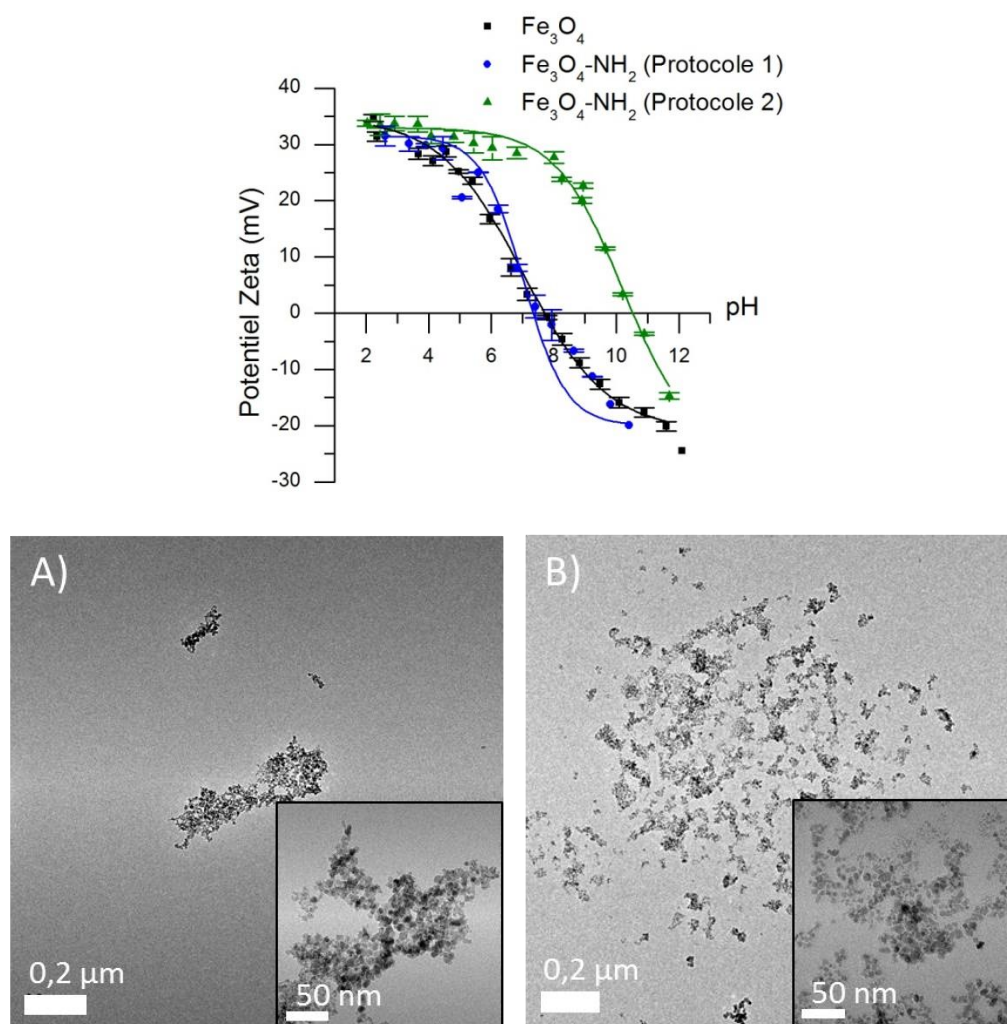 Fe₃O₄
Fe₃O₄-NH₂ (Protocole 1)
Fe₃O₄-NH₂ (Protocole 2)
40
30
20
10
0
-10
-20
-30
Potentiel Zeta (mV)
2 4 6 8 10 12
pH
A)
0,2 µm
50 nm
B)
0,2 µm
50 nm